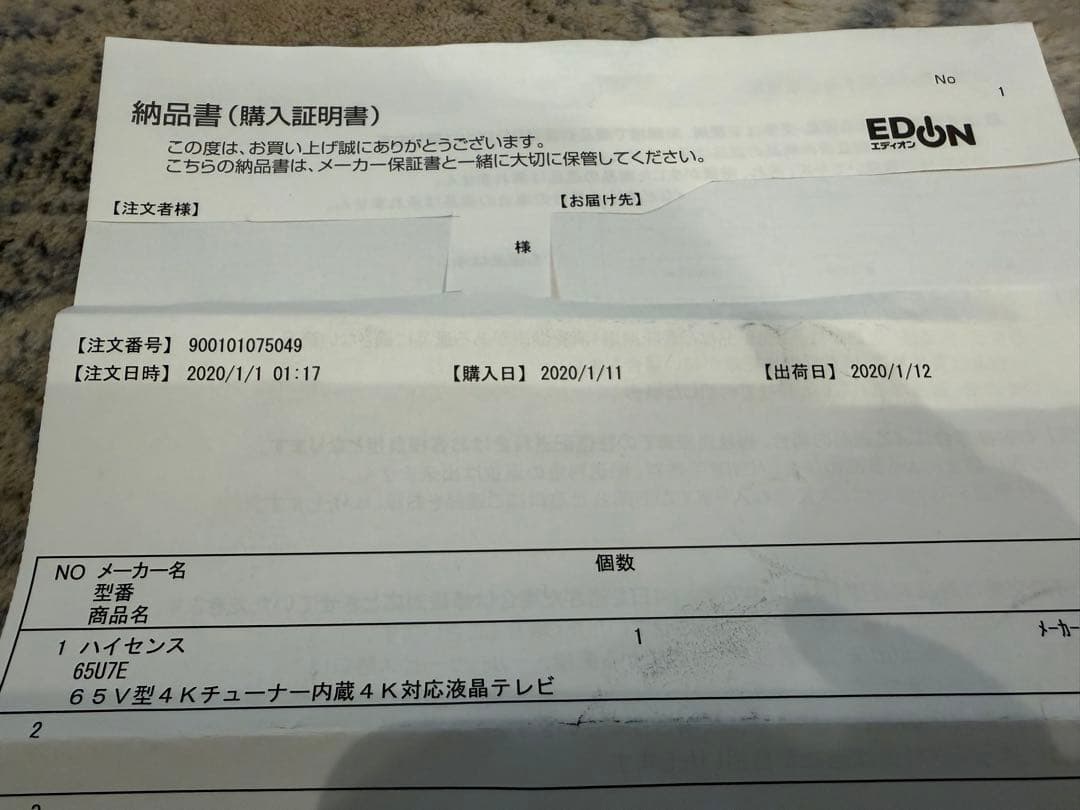 No 1
納品書(購入証明書)
EDION
エディオン
この度は、お買い上げ誠にありがとうございます。
こちらの納品書は、メーカー保証書と一緒に大切に保管してください。
【注文者様】 【お届け先】
様
【注文番号】 900101075049
【注文日時】 2020/1/1 01:17 【購入日】 2020/1/11 【出荷日】 2020/1/12
NO メーカー名 個数
型番
商品名
1 ハイセンス 1 メーカー
65U7E
65V型4Kチューナー内蔵4K対応液晶テレビ
2